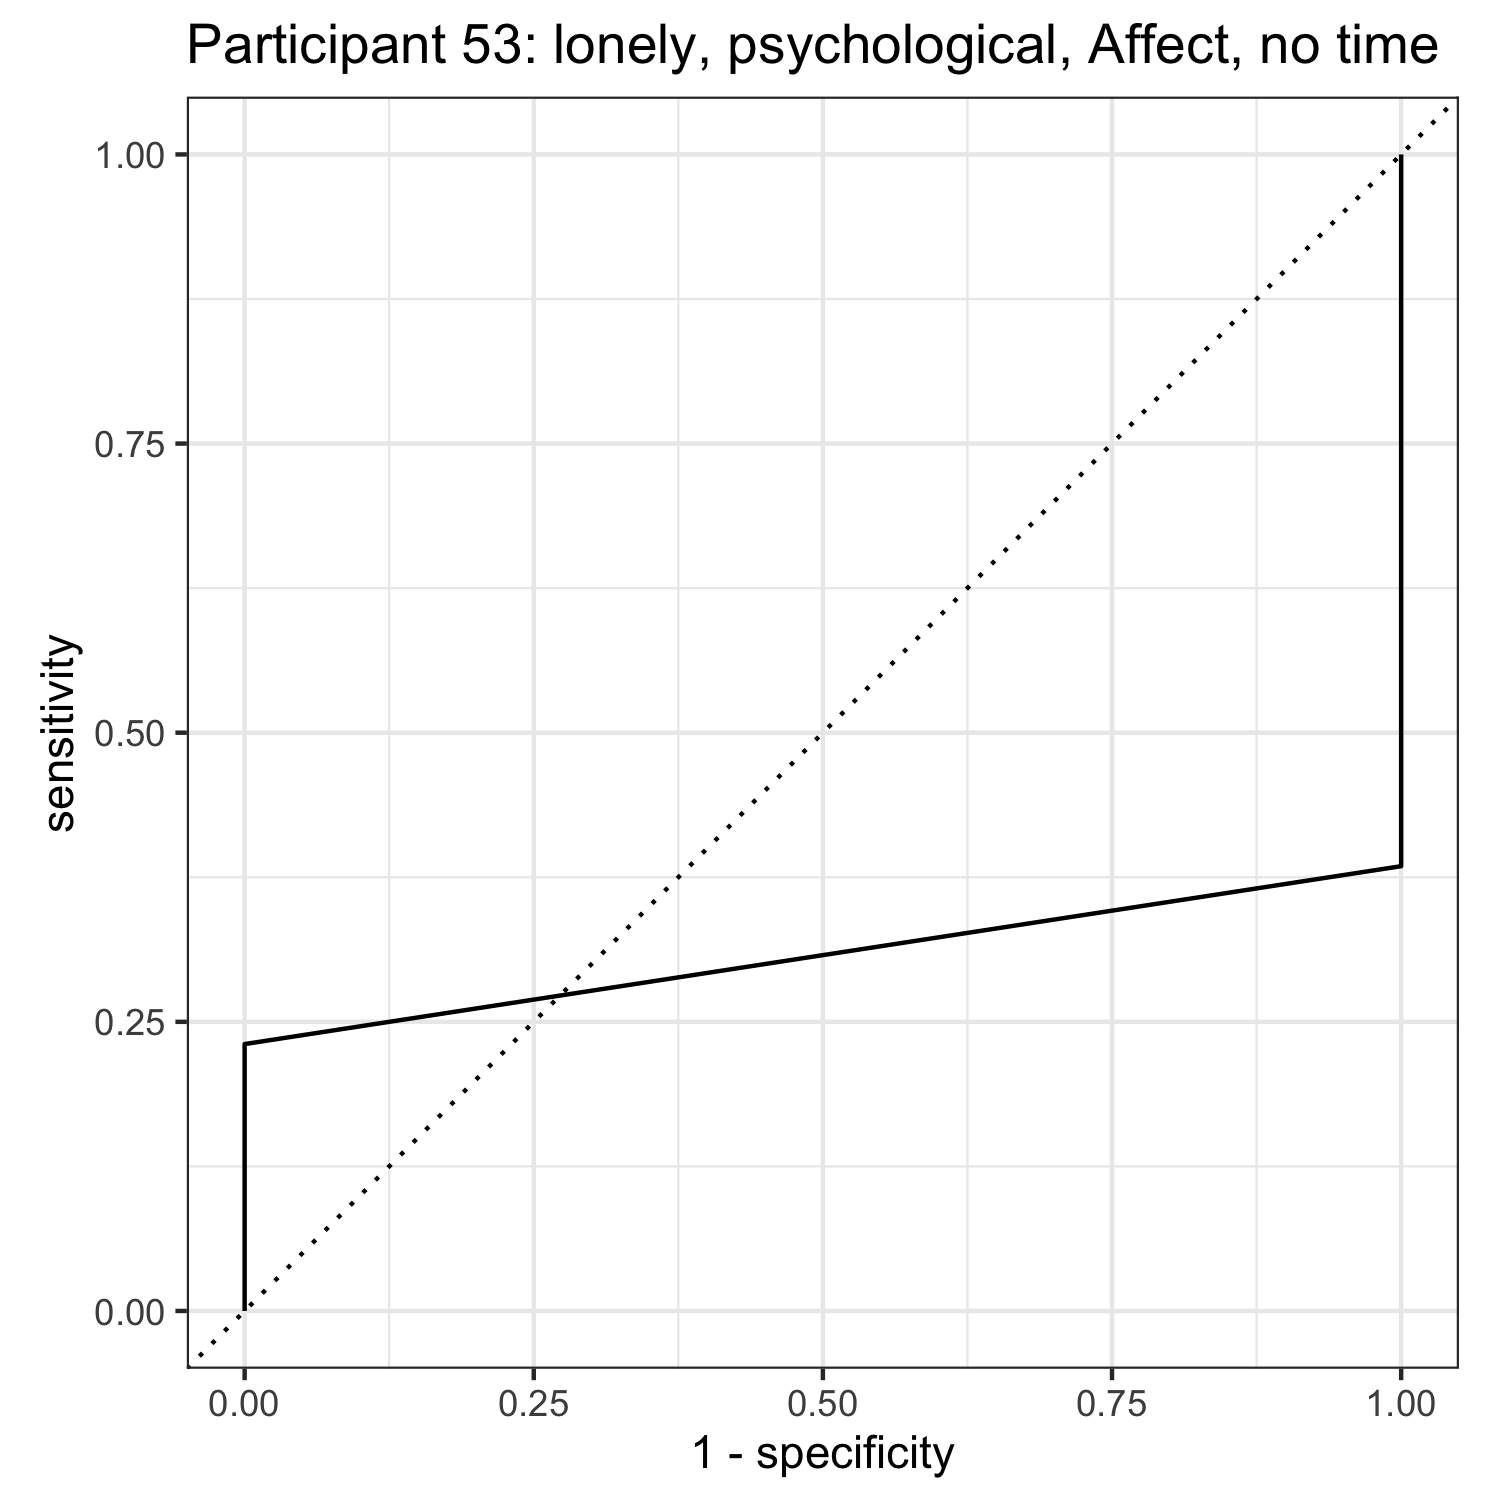 Participant 53: lonely, psychological, Affect, no time
1.00
0.75
0.50
0.25
0.00
sensitivity
0.00 0.25 0.50 0.75 1.00
1 - specificity